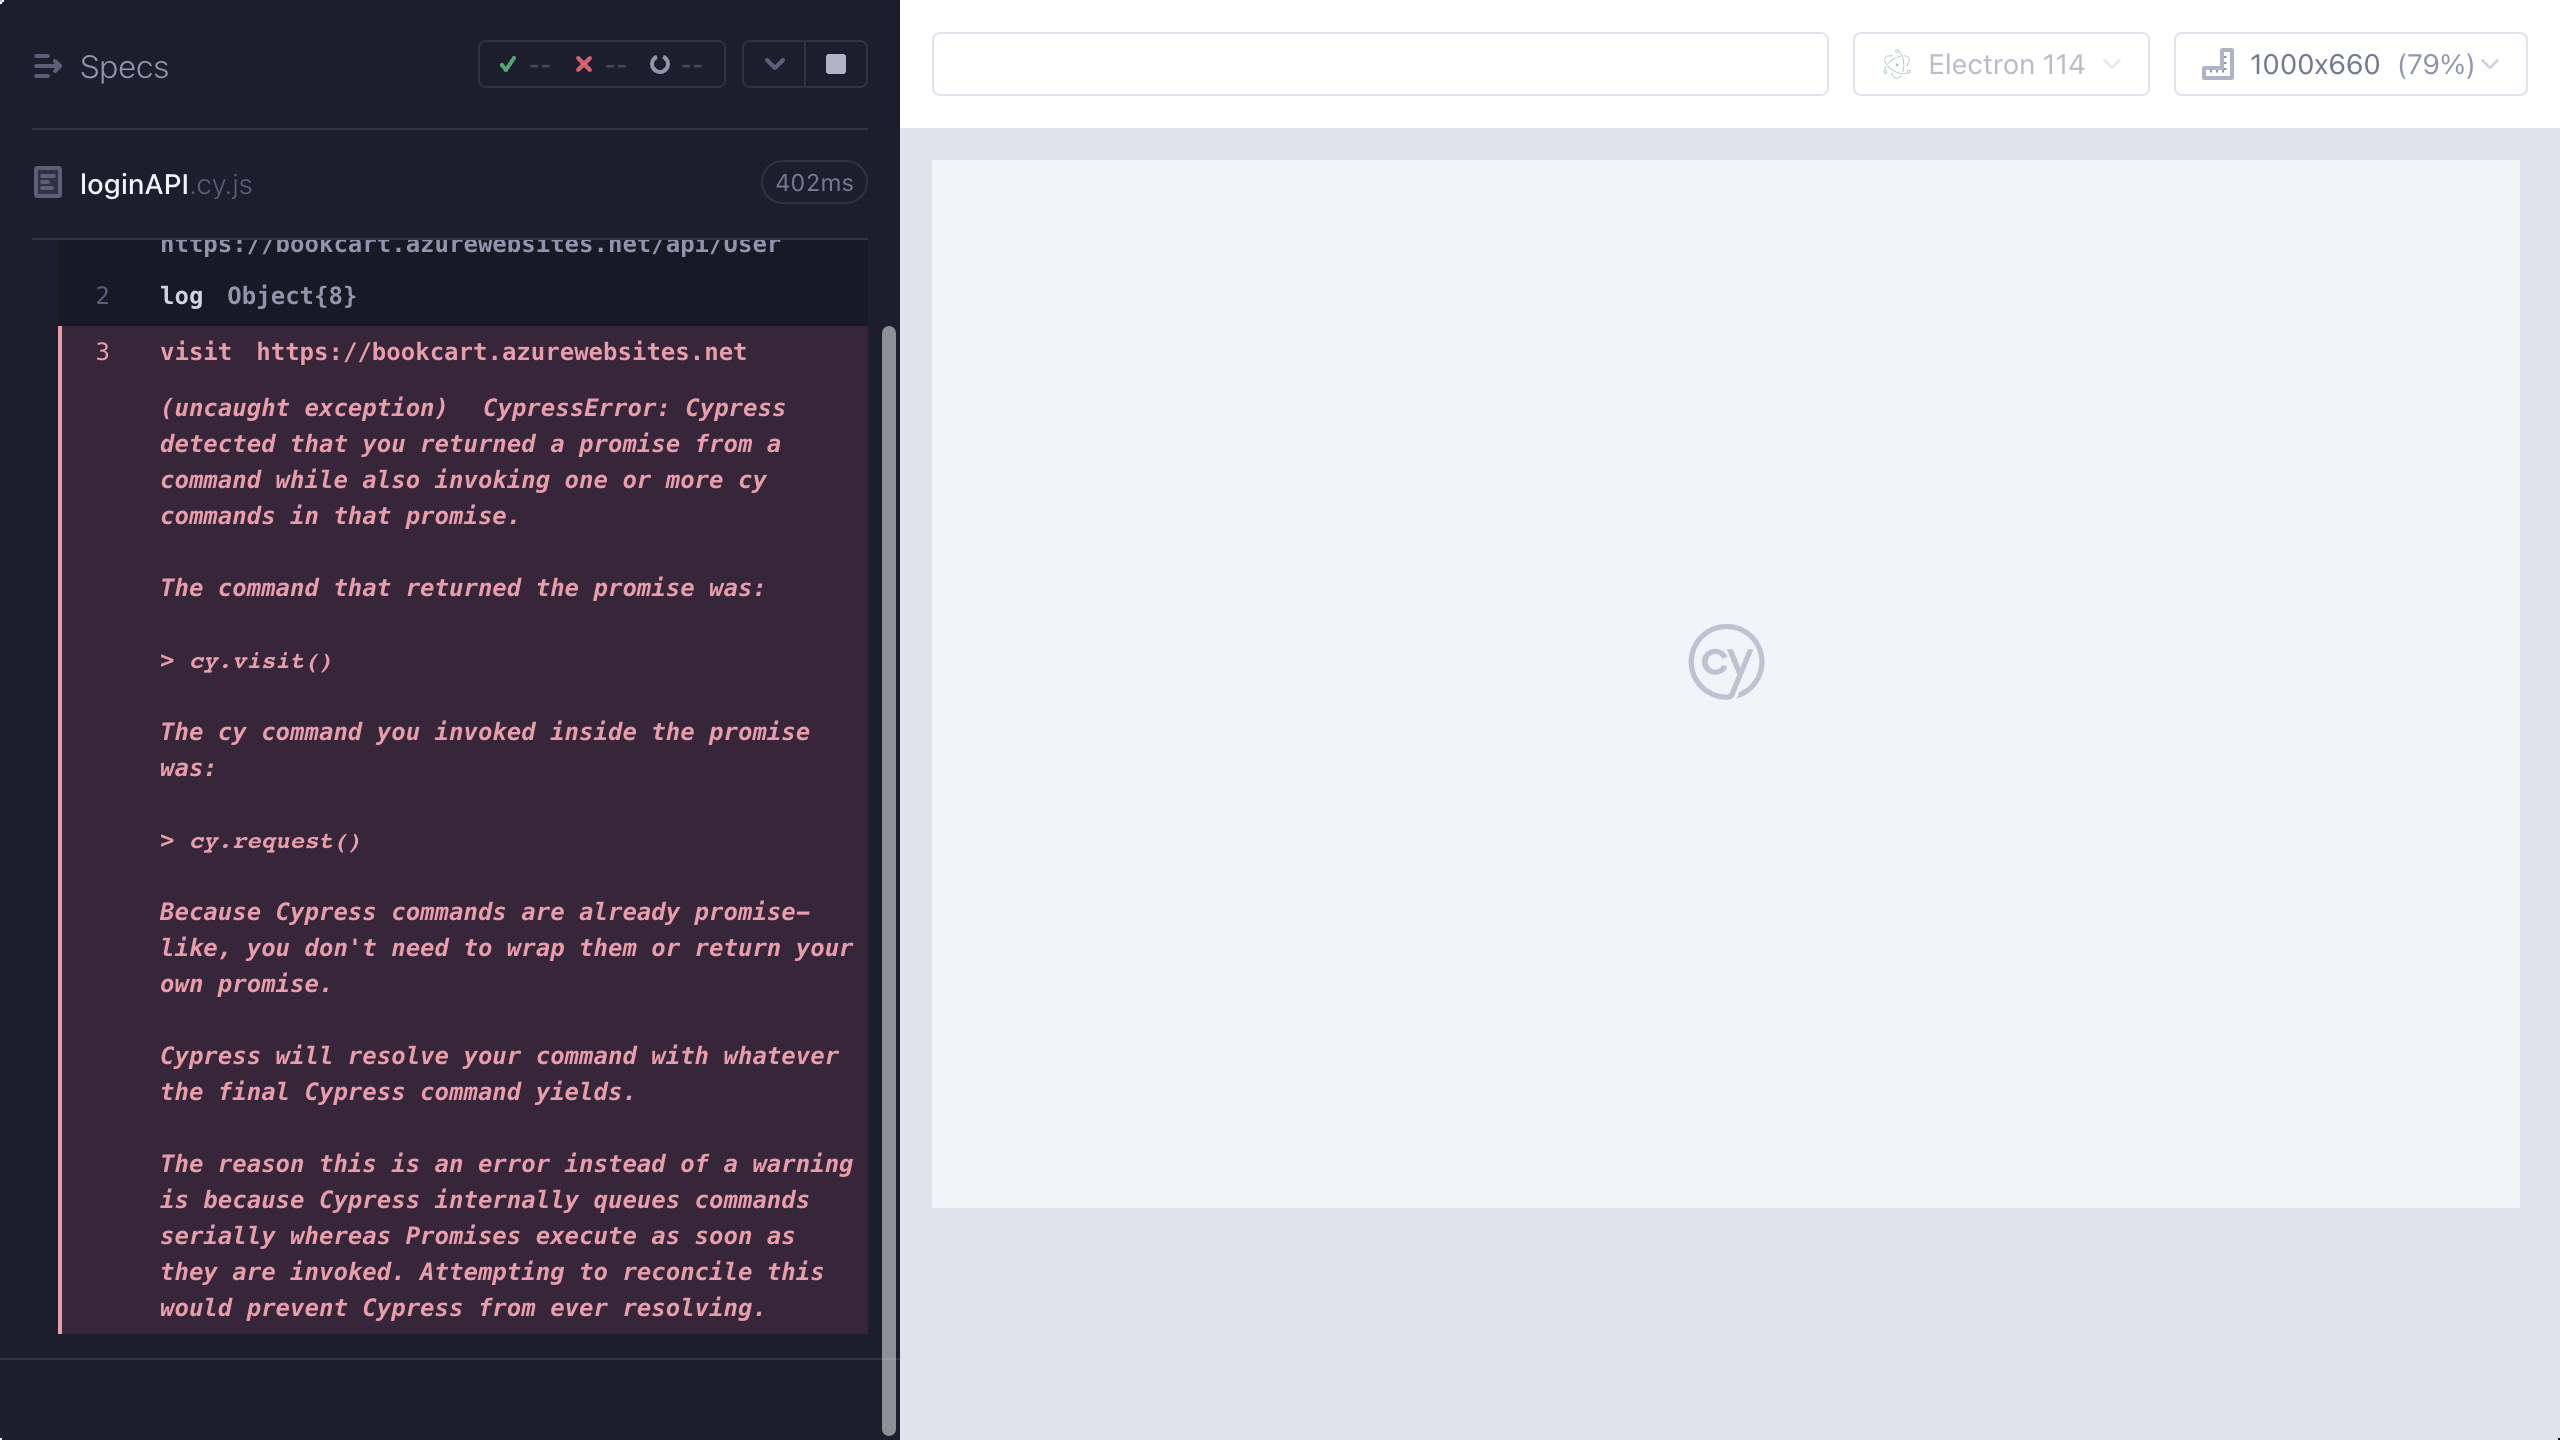 Specs
-- -- --
Electron 114
1000x660 (79%)
loginAPI.cy.js
402ms
https://bookcart.azurewebsites.net/api/User
2 log Object{8}
3 visit https://bookcart.azurewebsites.net
(uncaught exception) CypressError: Cypress
detected that you returned a promise from a
command while also invoking one or more cy
commands in that promise.
The command that returned the promise was:
> cy.visit()
The cy command you invoked inside the promise
was:
> cy.request()
Because Cypress commands are already promise-
like, you don't need to wrap them or return your
own promise.
Cypress will resolve your command with whatever
the final Cypress command yields.
The reason this is an error instead of a warning
is because Cypress internally queues commands
serially whereas Promises execute as soon as
they are invoked. Attempting to reconcile this
would prevent Cypress from ever resolving.
cy